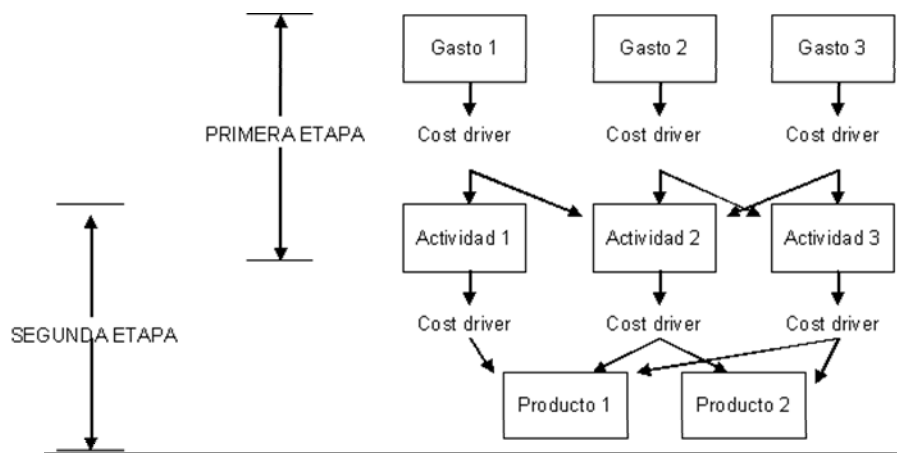 Gasto 1 Gasto 2 Gasto 3
PRIMERA ETAPA Cost driver Cost driver Cost driver
Actividad 1 Actividad 2 Actividad 3
SEGUNDA ETAPA Cost driver Cost driver Cost driver
Producto 1 Producto 2